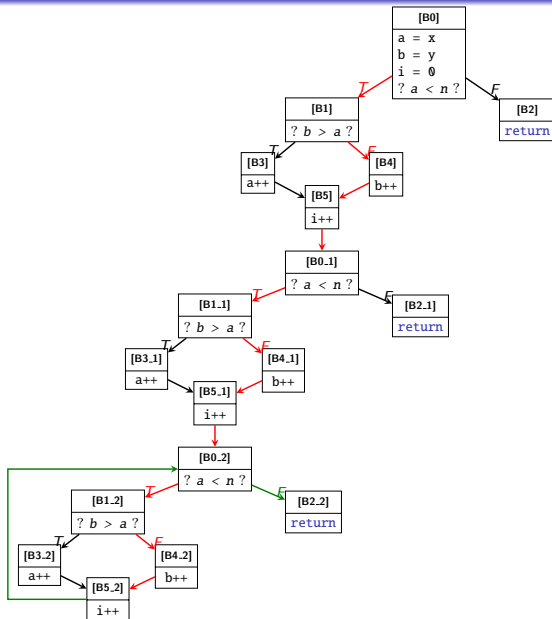 [B0]
a = x
b = y
i = 0
? a < n ?
T
F
[B1]
? b > a ?
[B2]
return
T
F
[B3]
a++
[B4]
b++
[B5]
i++
[B0_1]
? a < n ?
T
F
[B1_1]
? b > a ?
[B2_1]
return
T
F
[B3_1]
a++
[B4_1]
b++
[B5_1]
i++
[B0_2]
? a < n ?
T
F
[B1_2]
? b > a ?
[B2_2]
return
T
F
[B3_2]
a++
[B4_2]
b++
[B5_2]
i++